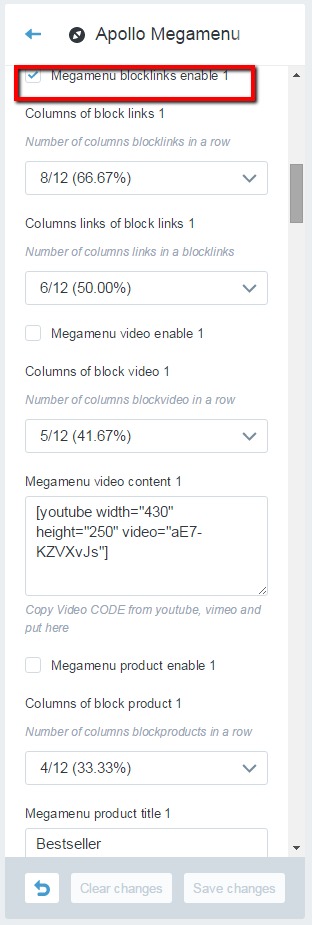 Apollo Megamenu
Megamenu blocklinks enable 1
Columns of block links 1
Number of columns blocklinks in a row
8/12 (66.67%)
Columns links of block links 1
Number of columns links in a blocklinks
6/12 (50.00%)
Megamenu video enable 1
Columns of block video 1
Number of columns blockvideo in a row
5/12 (41.67%)
Megamenu video content 1
[youtube width="430"
height="250" video="aE7-
KZVXvJs"]
Copy Video CODE from youtube, vimeo and
put here
Megamenu product enable 1
Columns of block product 1
Number of columns blockproducts in a row
4/12 (33.33%)
Megamenu product title 1
Bestseller
Clear changes Save changes